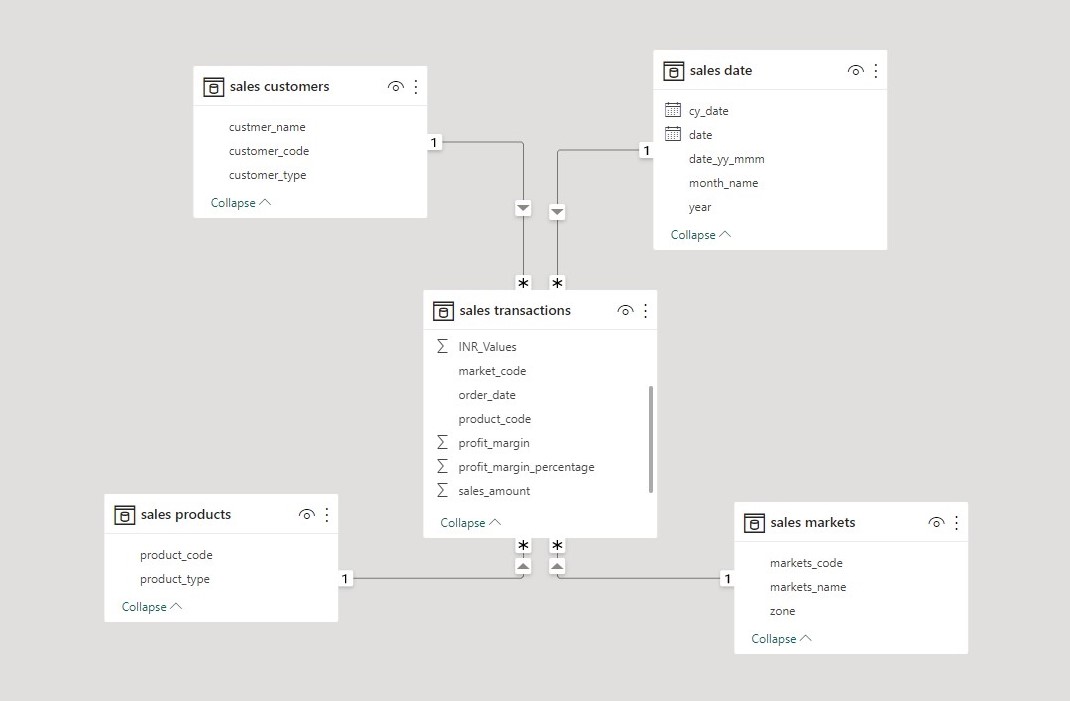 sales customers
custmer_name
customer_code
customer_type
Collapse
1
sales date
cy_date
date
date_yy_mmm
month_name
year
Collapse
1
*
*
sales transactions
INR_Values
market_code
order_date
product_code
profit_margin
profit_margin_percentage
sales_amount
Collapse
*
*
sales products
product_code
product_type
Collapse
1
sales markets
markets_code
markets_name
zone
Collapse
1